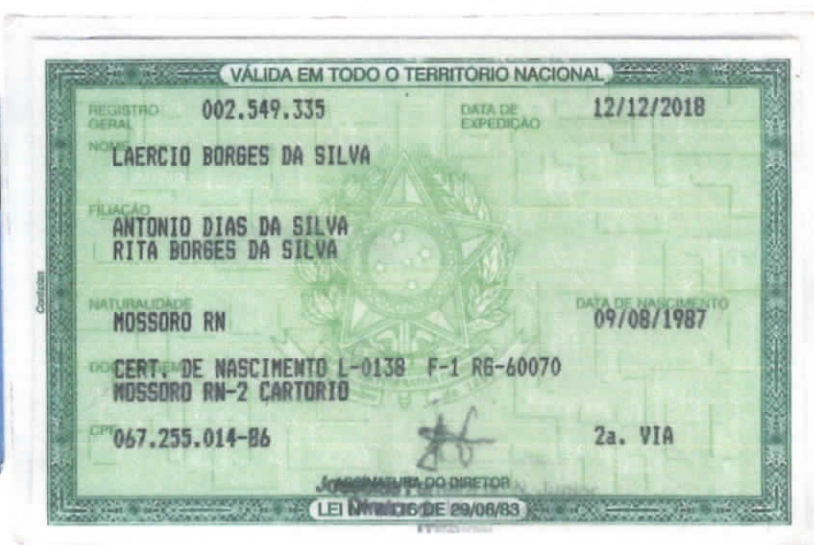 VÁLIDA EM TODO O TERRITÓRIO NACIONAL
REGISTRO GERAL 002.549.335 DATA DE EXPEDIÇÃO 12/12/2018
NOME
LAERCIO BORGES DA SILVA
FILIAÇÃO
ANTONIO DIAS DA SILVA
RITA BORGES DA SILVA
NATURALIDADE DATA DE NASCIMENTO
MOSSORO RN 09/08/1987
CERT. DE NASCIMENTO L-0138 F-1 RG-60070
MOSSORO RN-2 CARTORIO
CPF 067.255.014-86 2a. VIA
ASSINATURA DO DIRETOR
LEI DE 29/08/83